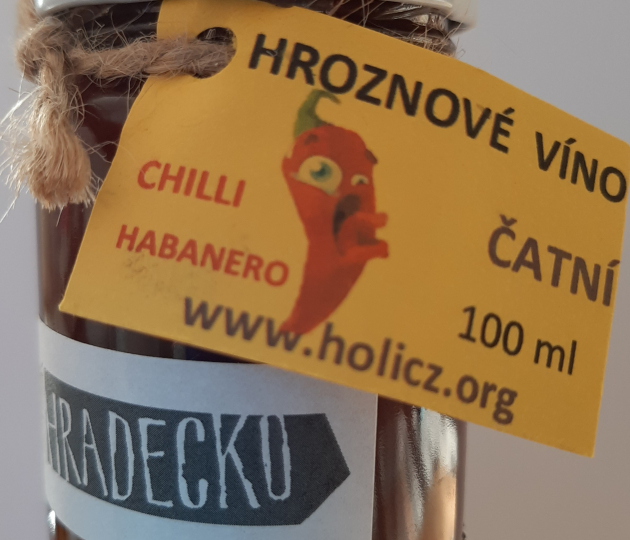 HROZNOVÉ VÍNO
CHILLI
HABANERO
ČATNÍ
100 ml
www.holicz.org
HRADECKO